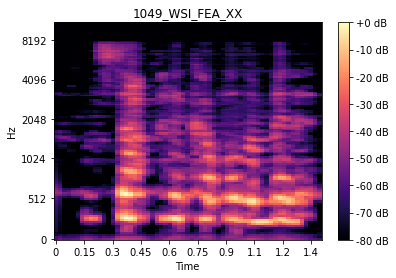 1049_WSI_FEA_XX
8192
4096
2048
1024
512
0
Hz
0 0.15 0.3 0.45 0.6 0.75 0.9 1.1 1.2 1.4
Time
+0 dB
-10 dB
-20 dB
-30 dB
-40 dB
-50 dB
-60 dB
-70 dB
-80 dB